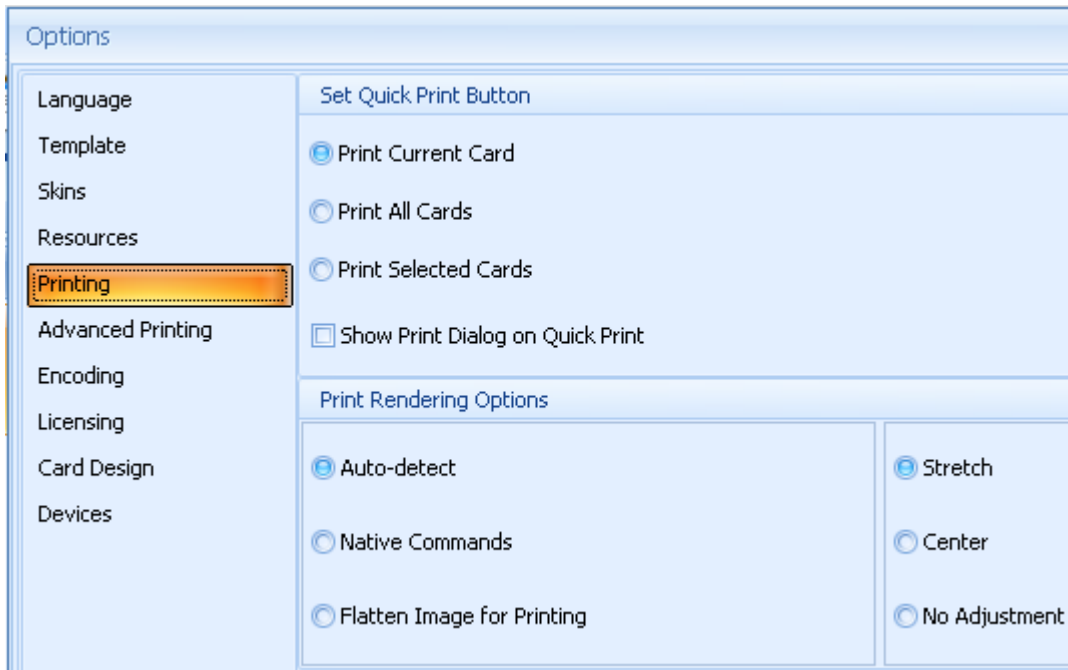 Options
Language
Template
Skins
Resources
Printing
Advanced Printing
Encoding
Licensing
Card Design
Devices
Set Quick Print Button
Print Current Card
Print All Cards
Print Selected Cards
Show Print Dialog on Quick Print
Print Rendering Options
Auto-detect
Native Commands
Flatten Image for Printing
Stretch
Center
No Adjustment